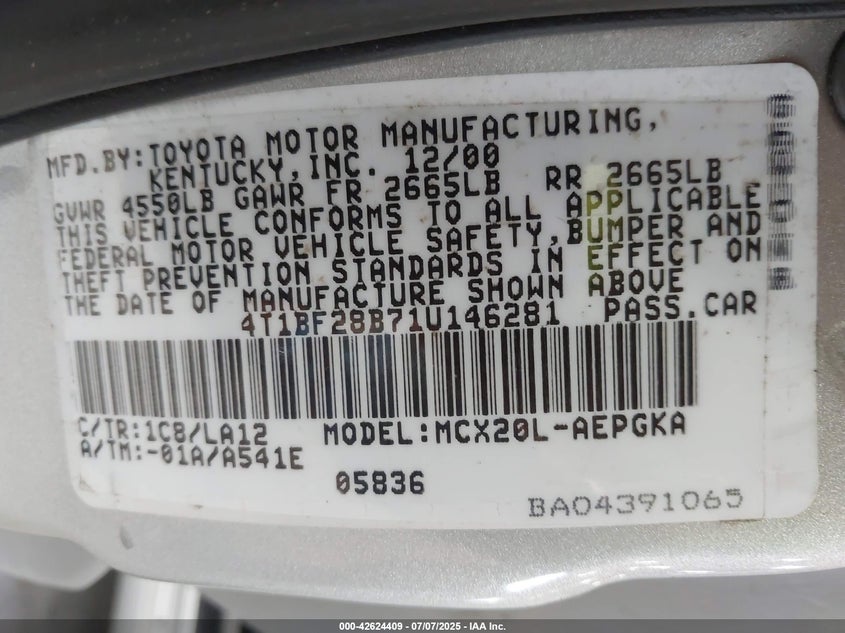 MFD.BY:TOYOTA MOTOR MANUFACTURING,
KENTUCKY,INC. 12/00
GVWR 4550LB GAWR FR 2665LB RR 2665LB
THIS VEHICLE CONFORMS TO ALL APPLICABLE
FEDERAL MOTOR VEHICLE SAFETY,BUMPER AND
THEFT PREVENTION STANDARDS IN EFFECT ON
THE DATE OF MANUFACTURE SHOWN ABOVE
4T1BF28B71U146281 PASS.CAR
C/TR:1C8/LA12 MODEL:MCX20L-AEPGKA
A/TM:-01A/A541E
05836
BA04391065
000-42624409 - 07/07/2025 - IAA Inc.